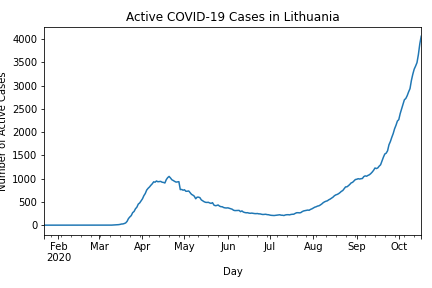 Active COVID-19 Cases in Lithuania
Number of Active Cases
4000
3500
3000
2500
2000
1500
1000
500
0
Feb Mar Apr May Jun Jul Aug Sep Oct
2020
Day